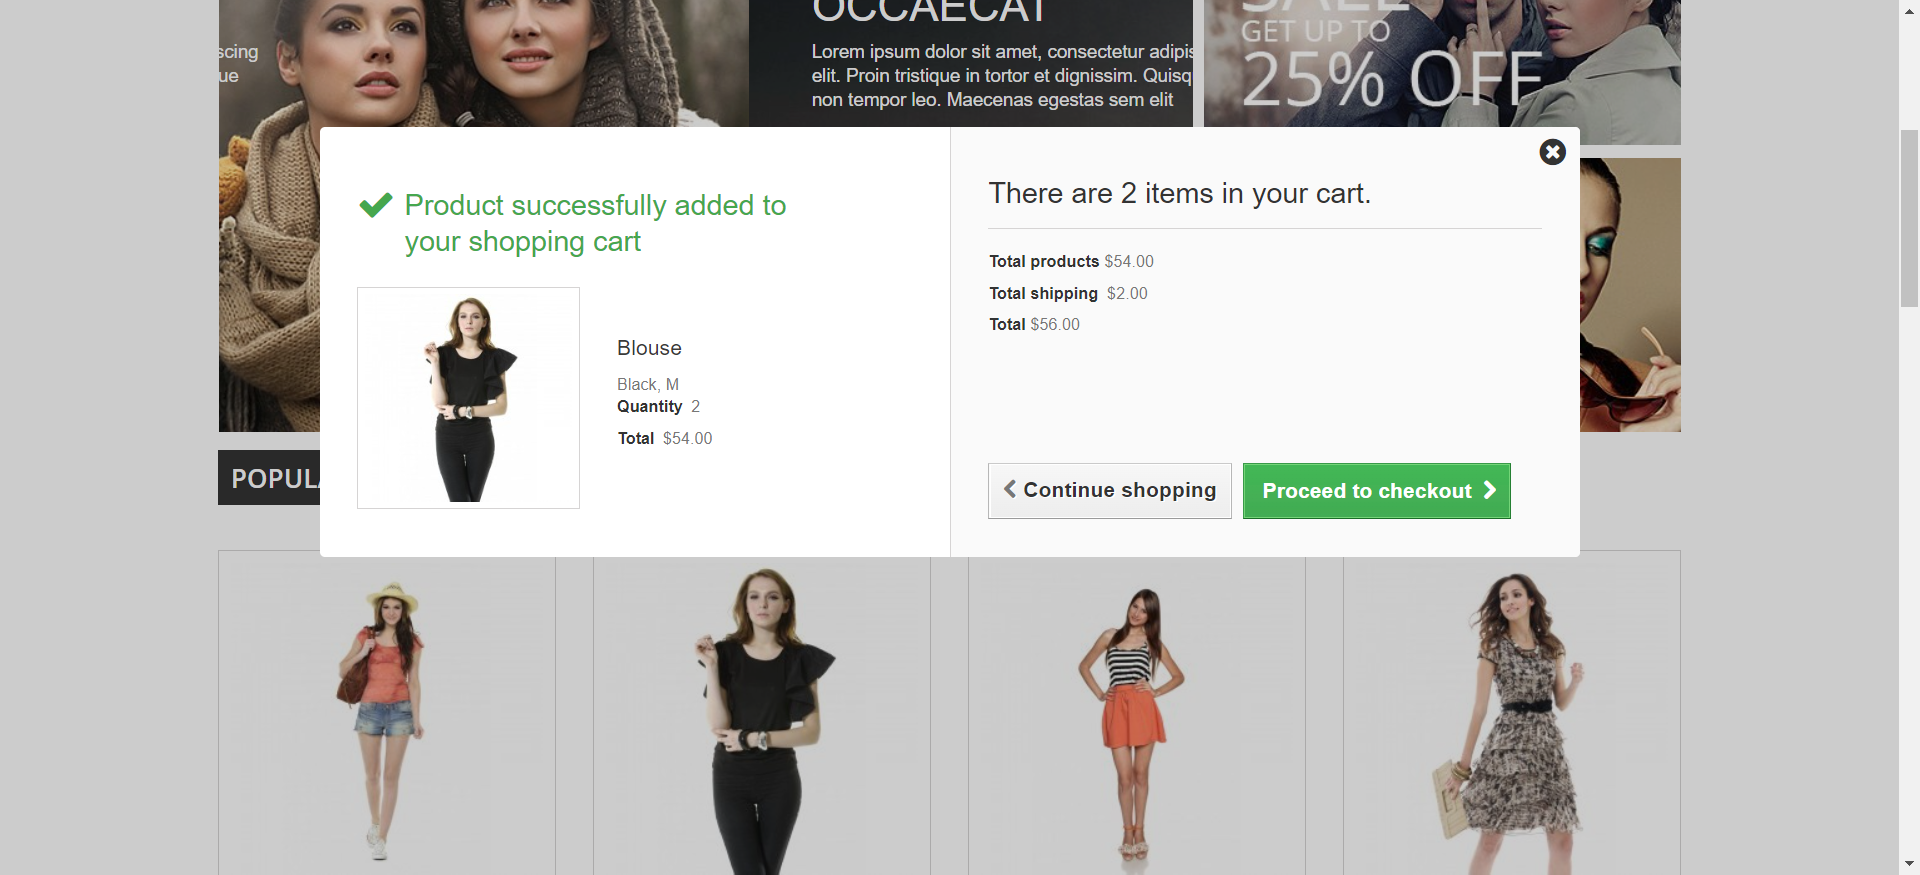 scing
ue
OCCAECAT
Lorem ipsum dolor sit amet, consectetur adipis
elit. Proin tristique in tortor et dignissim. Quisq
non tempor leo. Maecenas egestas sem elit
GET UP TO
25% OFF
Product successfully added to
your shopping cart
Blouse
Black, M
Quantity 2
Total $54.00
There are 2 items in your cart.
Total products $54.00
Total shipping $2.00
Total $56.00
Continue shopping
Proceed to checkout
POPULA